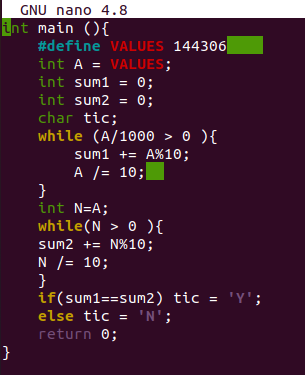 GNU nano 4.8
int main (){
#define VALUES 144306
int A = VALUES;
int sum1 = 0;
int sum2 = 0;
char tic;
while (A/1000 > 0 ){
sum1 += A%10;
A /= 10;
}
int N=A;
while(N > 0 ){
sum2 += N%10;
N /= 10;
}
if(sum1==sum2) tic = 'Y';
else tic = 'N';
return 0;
}